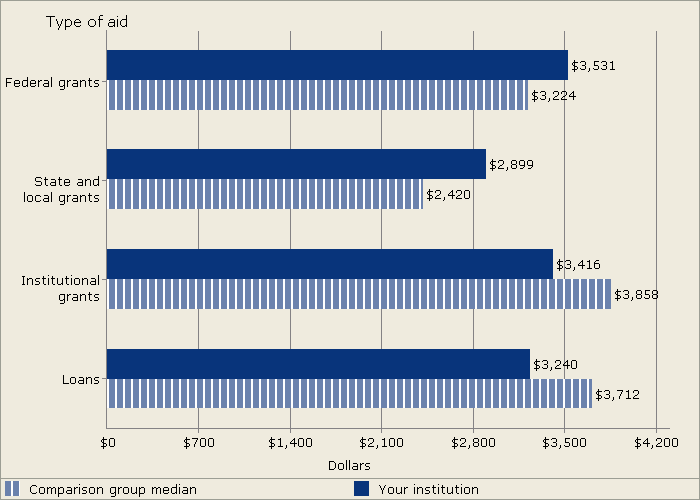 Type of aid
Federal grants
$3,531
$3,224
State and
local grants
$2,899
$2,420
Institutional
grants
$3,416
$3,858
Loans
$3,240
$3,712
$0 $700 $1,400 $2,100 $2,800 $3,500 $4,200
Dollars
Comparison group median Your institution